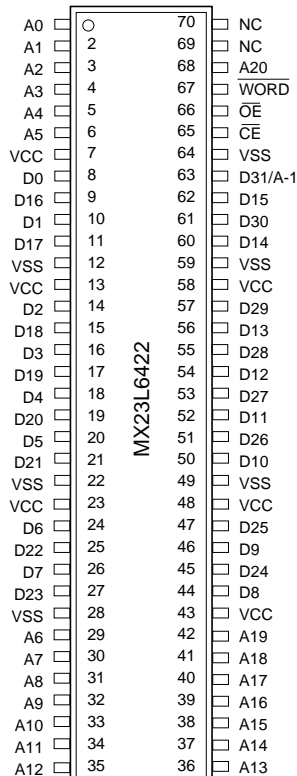 A0 70 NC
A1 2 69 NC
A2 3 68 A20
A3 4 67 WORD
A4 5 66 OE
A5 6 65 CE
VCC 7 64 VSS
D0 8 63 D31/A-1
D16 9 62 D15
D1 10 61 D30
D17 11 60 D14
VSS 12 59 VSS
VCC 13 58 VCC
D2 14 57 D29
D18 15 56 D13
D3 16 55 D28
D19 17 54 D12
D4 18 53 D27
D20 19 52 D11
D5 20 51 D26
D21 21 50 D10
VSS 22 49 VSS
VCC 23 48 VCC
D6 24 47 D25
D22 25 46 D9
D7 26 45 D24
D23 27 44 D8
VSS 28 43 VCC
A6 29 42 A19
A7 30 41 A18
A8 31 40 A17
A9 32 39 A16
A10 33 38 A15
A11 34 37 A14
A12 35 36 A13
MX23L6422